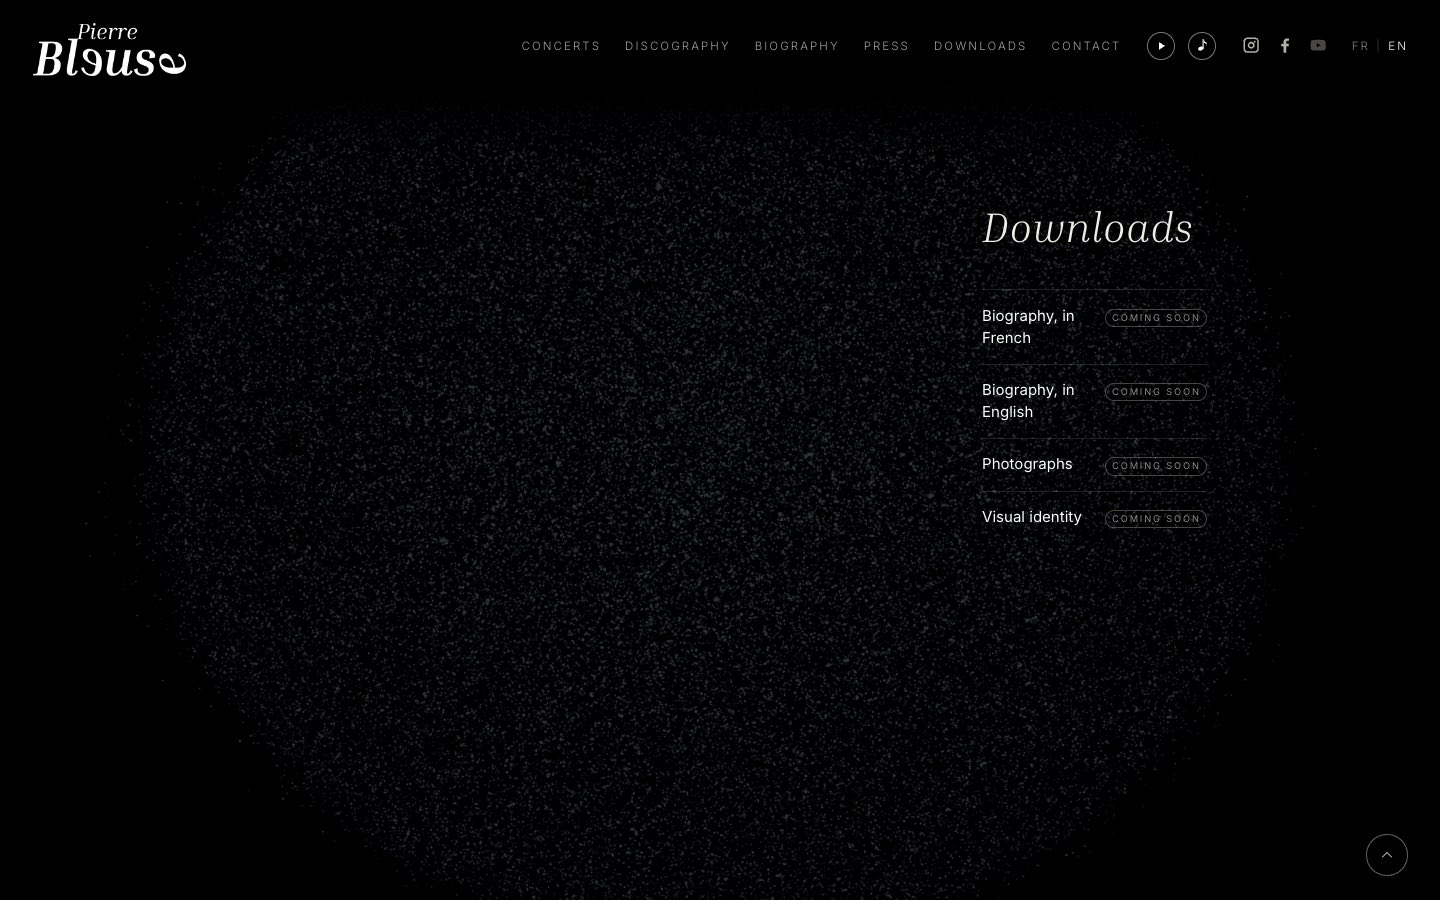 Pierre
Bleuse
CONCERTS DISCOGRAPHY BIOGRAPHY PRESS DOWNLOADS CONTACT FR EN
Downloads
Biography, in COMING SOON
French
Biography, in COMING SOON
English
Photographs COMING SOON
Visual identity COMING SOON